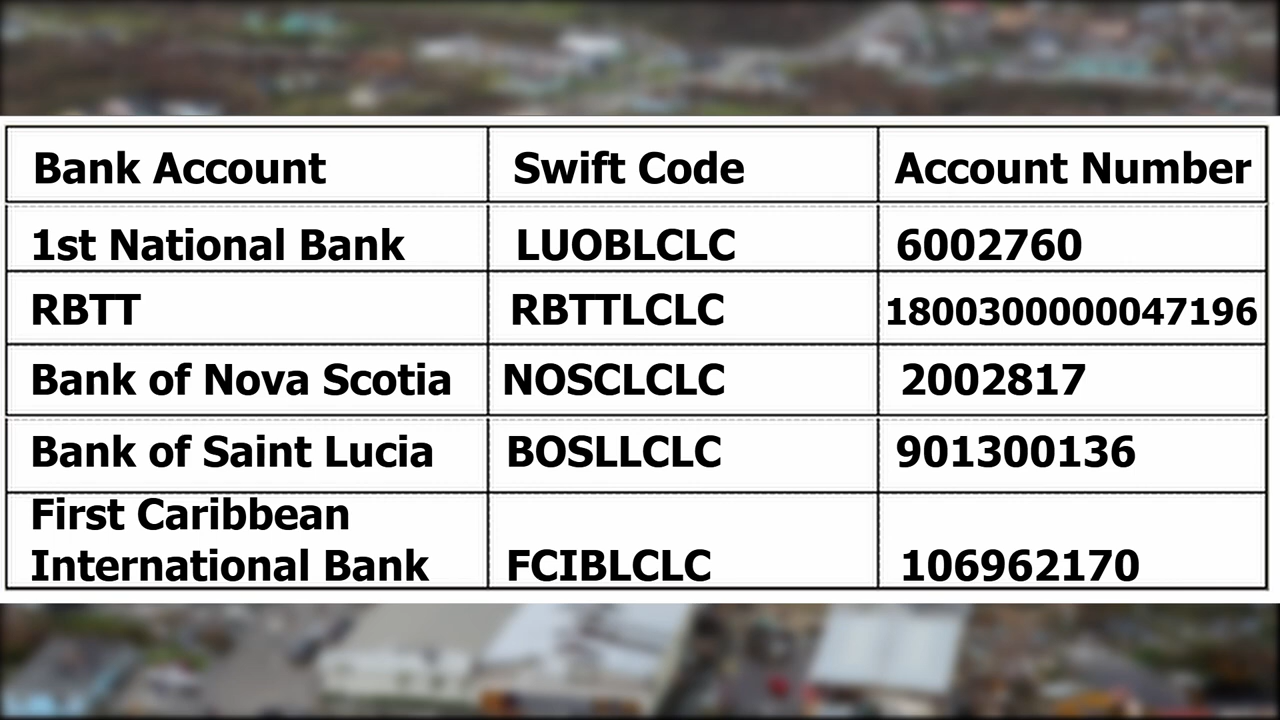 Bank Account Swift Code Account Number
1st National Bank LUOBLCLC 6002760
RBTT RBTTLCLC 1800300000047196
Bank of Nova Scotia NOSCLCLC 2002817
Bank of Saint Lucia BOSLLCLC 901300136
First Caribbean
International Bank FCIBLCLC 106962170